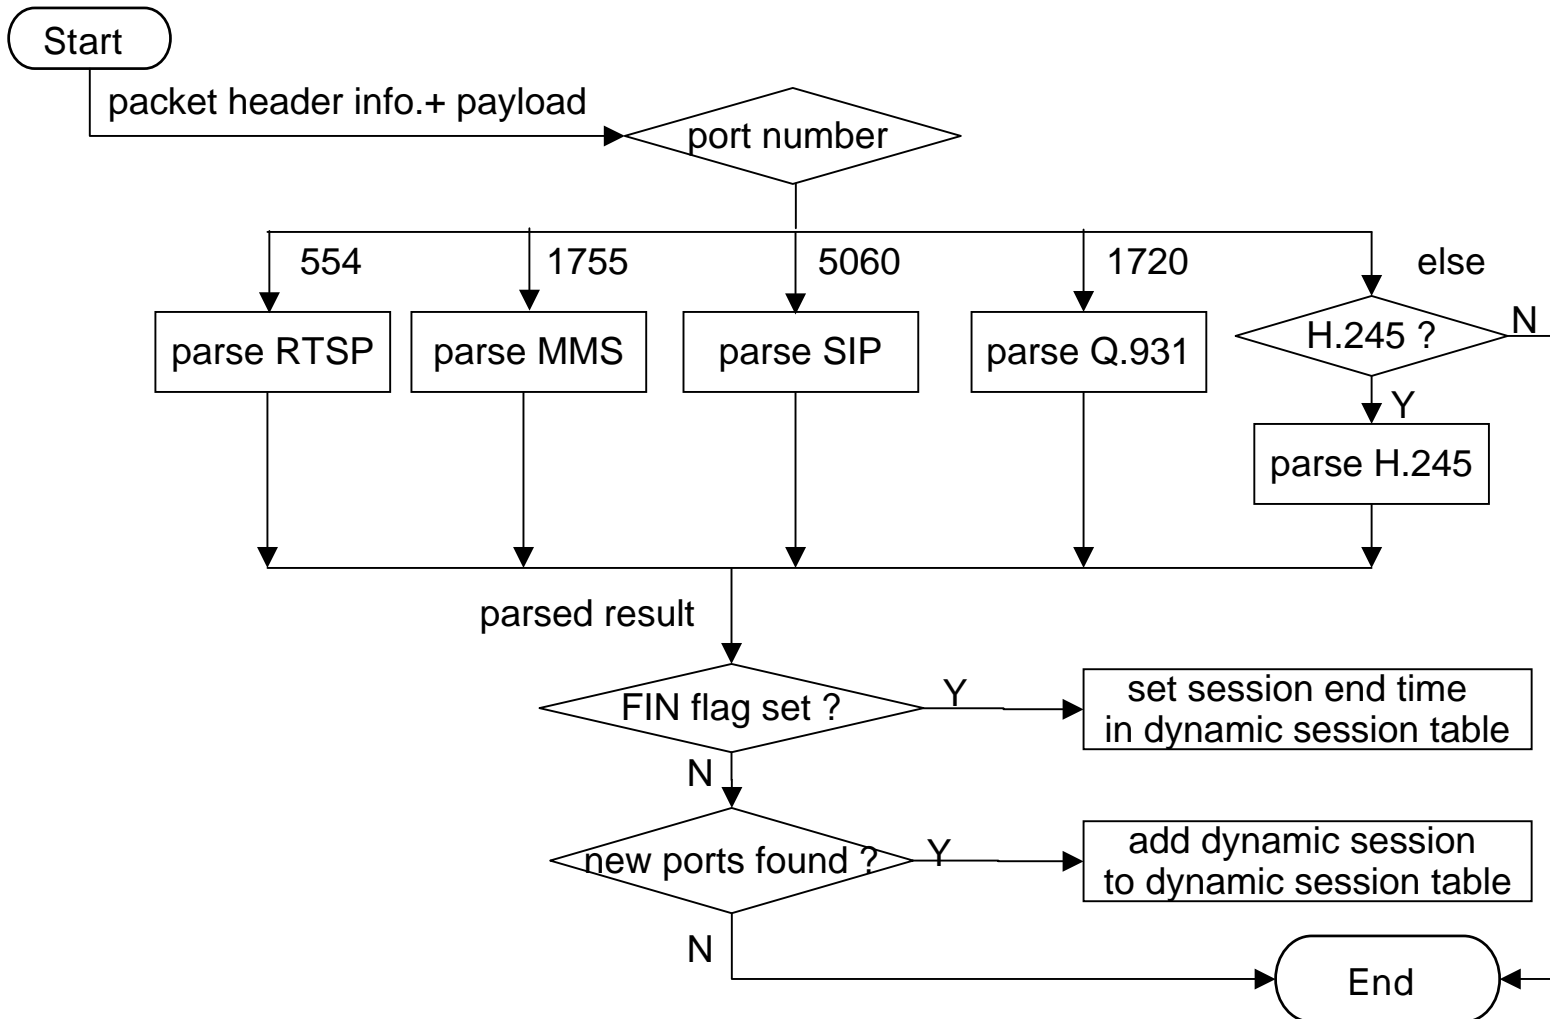 Start
packet header info.+ payload
port number
554
1755
5060
1720
else
parse RTSP
parse MMS
parse SIP
parse Q.931
H.245 ?
N
Y
parse H.245
parsed result
FIN flag set ?
Y
set session end time
in dynamic session table
N
new ports found ?
Y
add dynamic session
to dynamic session table
N
End